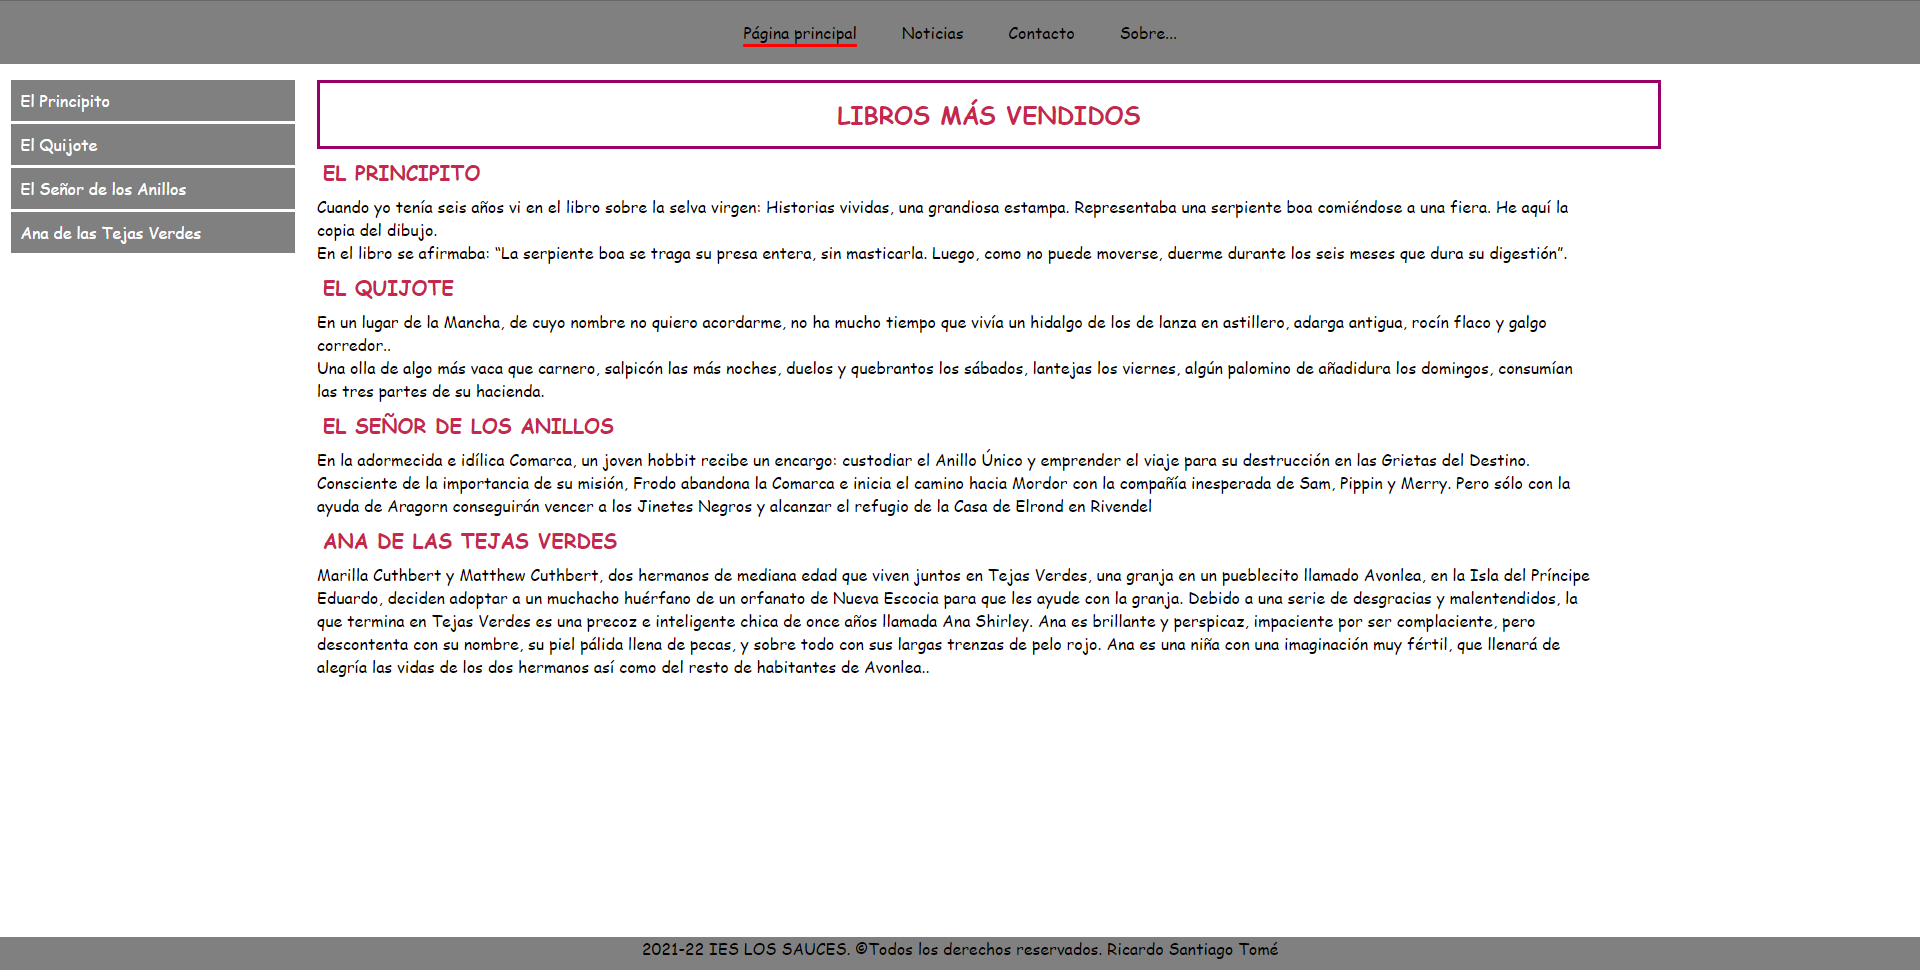 Página principal Noticias Contacto Sobre...
El Principito
El Quijote
El Señor de los Anillos
Ana de las Tejas Verdes
LIBROS MÁS VENDIDOS
EL PRINCIPITO
Cuando yo tenía seis años vi en el libro sobre la selva virgen: Historias vividas, una grandiosa estampa. Representaba una serpiente boa comiéndose a una fiera. He aquí la
copia del dibujo.
En el libro se afirmaba: “La serpiente boa se traga su presa entera, sin masticarla. Luego, como no puede moverse, duerme durante los seis meses que dura su digestión”.
EL QUIJOTE
En un lugar de la Mancha, de cuyo nombre no quiero acordarme, no ha mucho tiempo que vivía un hidalgo de los de lanza en astillero, adarga antigua, rocín flaco y galgo
corredor..
Una olla de algo más vaca que carnero, salpicón las más noches, duelos y quebrantos los sábados, lantejas los viernes, algún palomino de añadidura los domingos, consumían
las tres partes de su hacienda.
EL SEÑOR DE LOS ANILLOS
En la adormecida e idílica Comarca, un joven hobbit recibe un encargo: custodiar el Anillo Único y emprender el viaje para su destrucción en las Grietas del Destino.
Consciente de la importancia de su misión, Frodo abandona la Comarca e inicia el camino hacia Mordor con la compañía inesperada de Sam, Pippin y Merry. Pero sólo con la
ayuda de Aragorn conseguirán vencer a los Jinetes Negros y alcanzar el refugio de la Casa de Elrond en Rivendel
ANA DE LAS TEJAS VERDES
Marilla Cuthbert y Matthew Cuthbert, dos hermanos de mediana edad que viven juntos en Tejas Verdes, una granja en un pueblecito llamado Avonlea, en la Isla del Príncipe
Eduardo, deciden adoptar a un muchacho huérfano de un orfanato de Nueva Escocia para que les ayude con la granja. Debido a una serie de desgracias y malentendidos, la
que termina en Tejas Verdes es una precoz e inteligente chica de once años llamada Ana Shirley. Ana es brillante y perspicaz, impaciente por ser complaciente, pero
descontenta con su nombre, su piel pálida llena de pecas, y sobre todo con sus largas trenzas de pelo rojo. Ana es una niña con una imaginación muy fértil, que llenará de
alegría las vidas de los dos hermanos así como del resto de habitantes de Avonlea..
2021-22 IES LOS SAUCES. ©Todos los derechos reservados. Ricardo Santiago Tomé